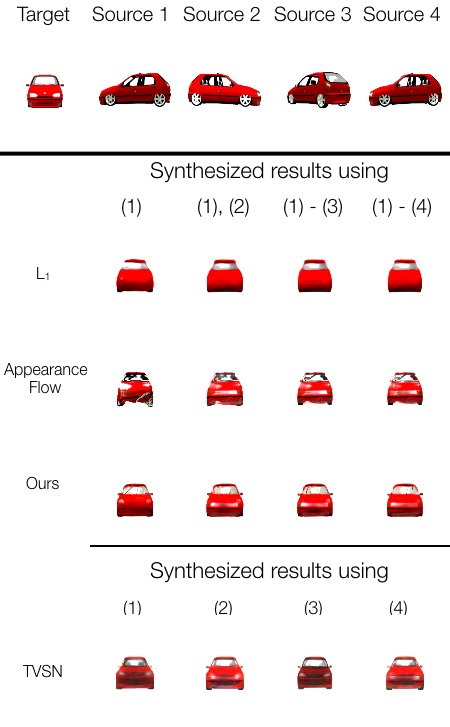 Target Source 1 Source 2 Source 3 Source 4
Synthesized results using
(1) (1), (2) (1) - (3) (1) - (4)
L₁
Appearance
Flow
Ours
Synthesized results using
(1) (2) (3) (4)
TVSN